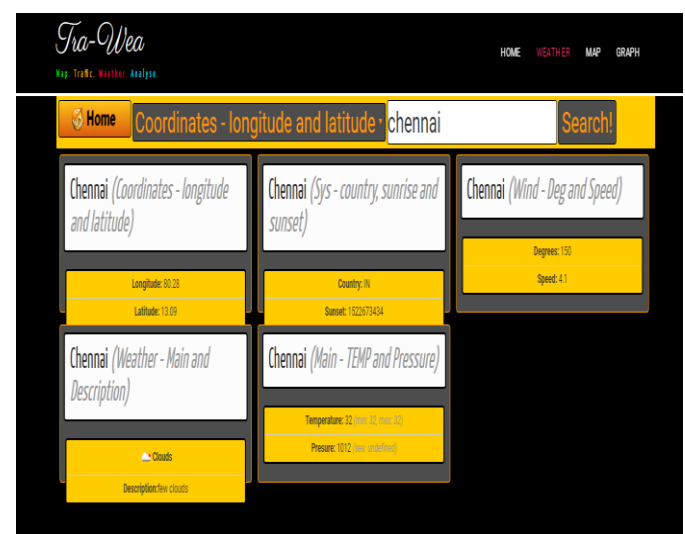 Tra-Wea
HOME WEATHER MAP GRAPH
Map. Traffic. Weather. Analyse.
Home Coordinates - longitude and latitude chennai Search!
Chennai (Coordinates - longitude
and latitude)
Longitude: 80.28
Latitude: 13.09
Chennai (Sys - country, sunrise and
sunset)
Country: IN
Sunset: 1522673434
Chennai (Wind - Deg and Speed)
Degrees: 150
Speed: 4.1
Chennai (Weather - Main and
Description)
Clouds
Description:few clouds
Chennai (Main - TEMP and Pressure)
Temperature: 32 (min: 32, max: 32)
Presure: 1012 (sea: undefined)